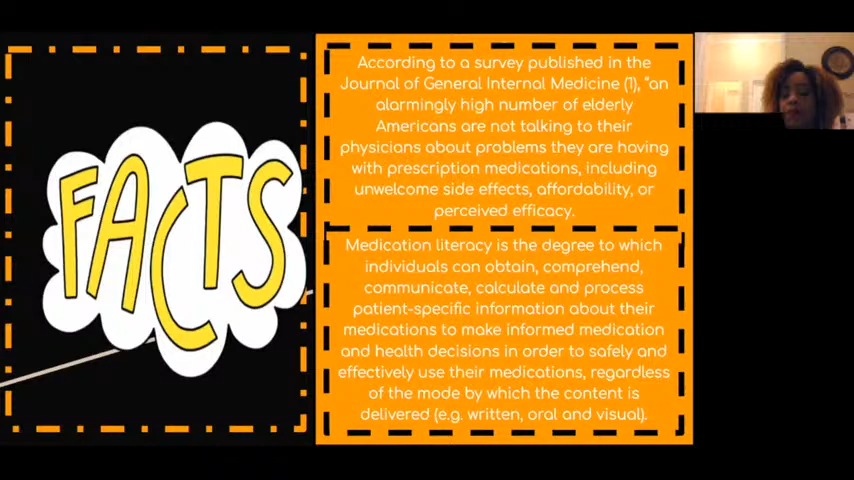 FACTS
According to a survey published in the
Journal of General Internal Medicine (1), "an
alarmingly high number of elderly
Americans are not talking to their
physicians about problems they are having
with prescription medications, including
unwelcome side effects, affordability, or
perceived efficacy.
Medication literacy is the degree to which
individuals can obtain, comprehend,
communicate, calculate and process
patient-specific information about their
medications to make informed medication
and health decisions in order to safely and
effectively use their medications, regardless
of the mode by which the content is
delivered (e.g. written, oral and visual).